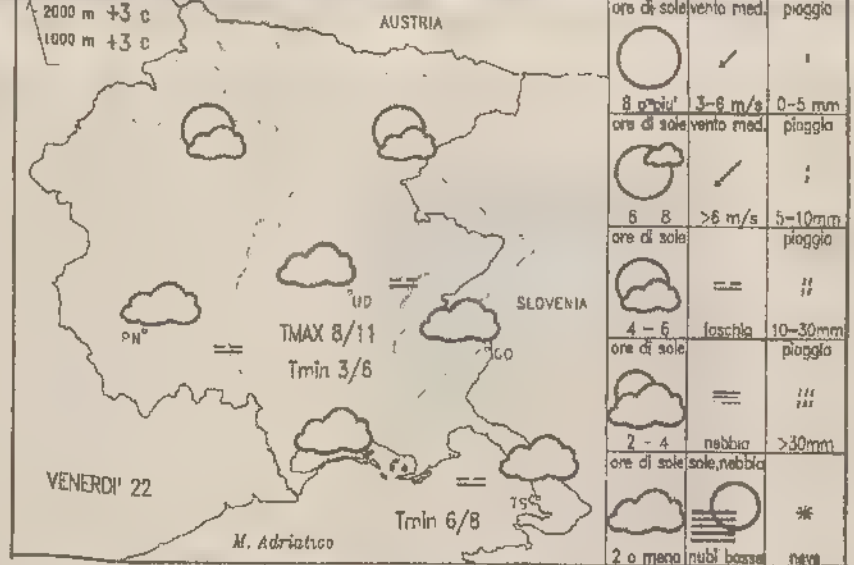 2000 m +3 c
1000 m +3 c
AUSTRIA
UD
PN°
TMAX 8/11
Tmin 3/6
SLOVENIA
GO
VENERDI' 22
TS
Tmin 6/8
M. Adriatico
ore di sole vento med. pioggia
8 o piu' 3-6 m/s 0-5 mm
ore di sole vento med. pioggia
6 8 >6 m/s 5-10mm
ore di sole pioggia
4 - 6 foschia 10-30mm
ore di sole pioggia
2 - 4 nebbia >30mm
ore di sole sole,nebbia
2 o meno nubi basse neve